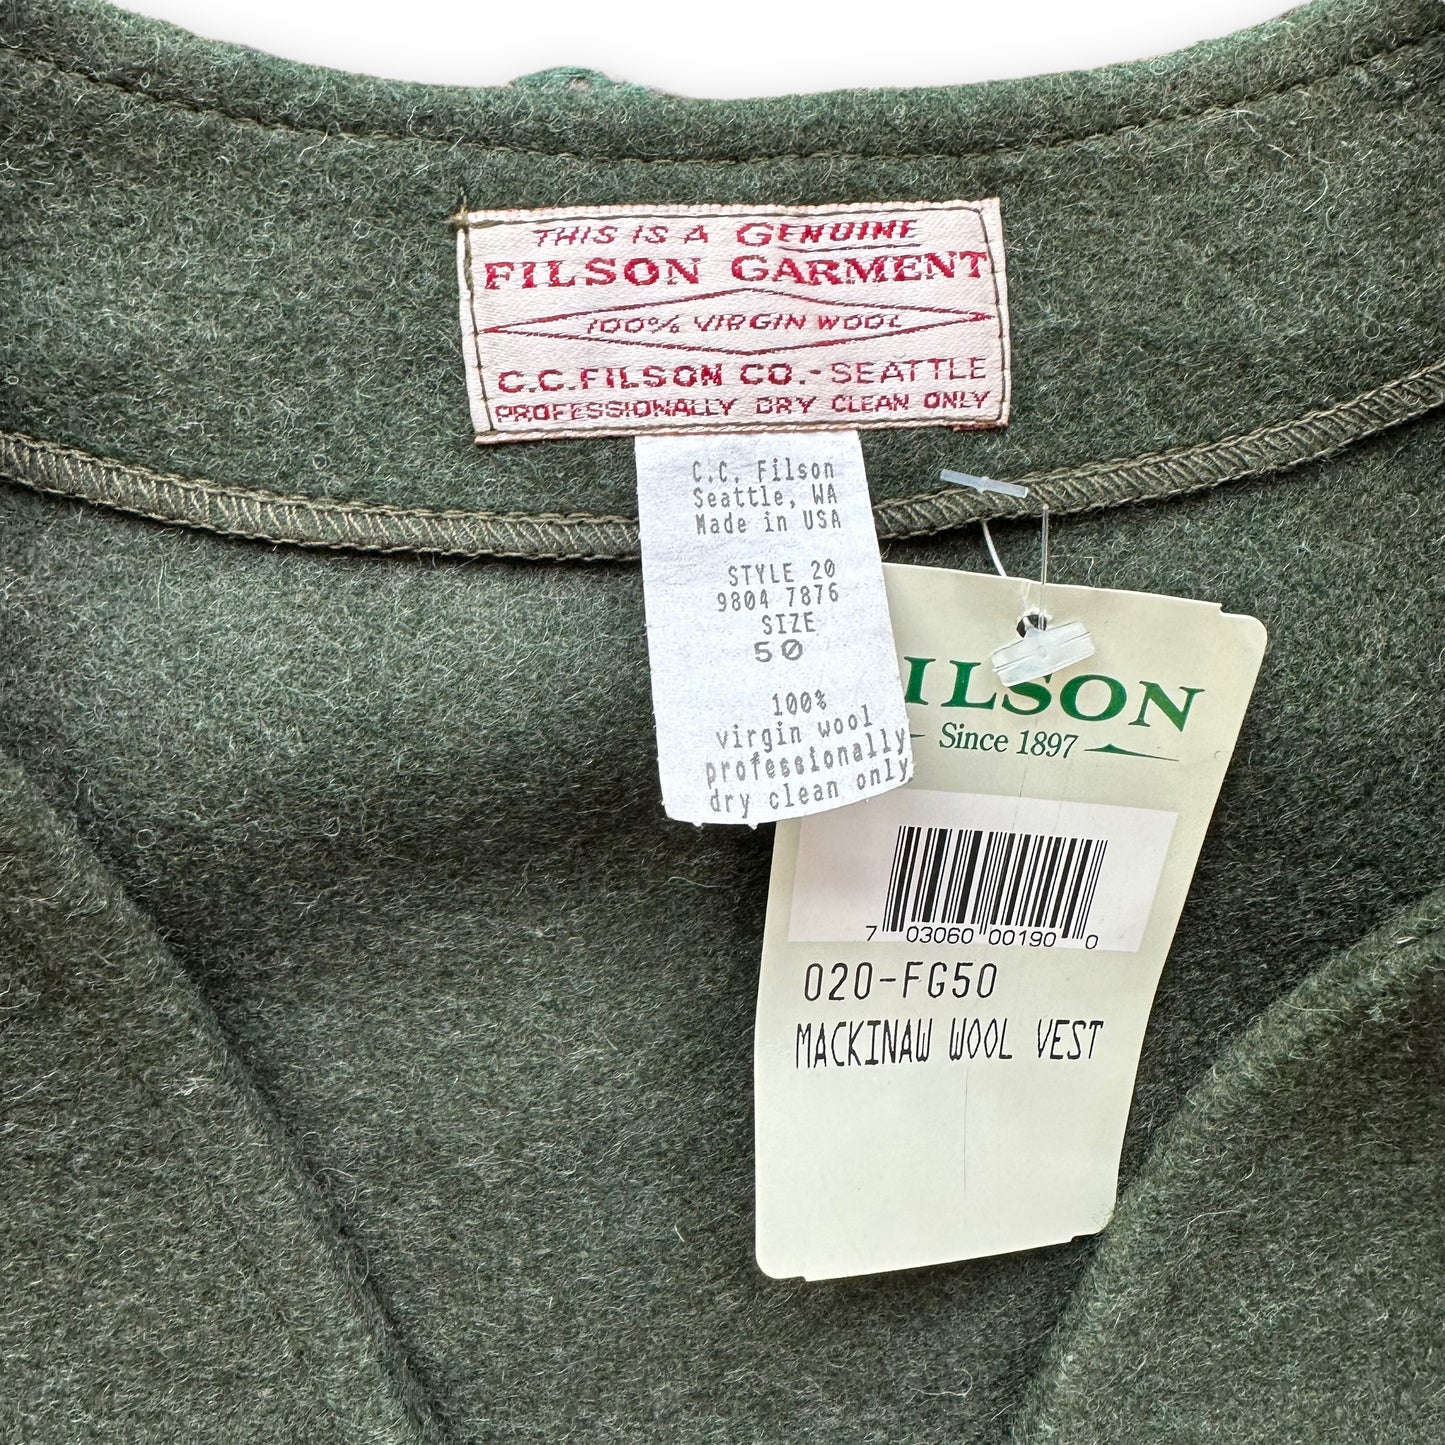 THIS IS A GENUINE
FILSON GARMENT
100% VIRGIN WOOL
C.C. FILSON CO. - SEATTLE
PROFESSIONALLY DRY CLEAN ONLY
C.C. Filson
Seattle, WA
Made in USA
STYLE 20
9804 7876
SIZE
50
100%
virgin wool
professionally
dry clean only
ILSON
Since 1897
7 03060 00190 0
020-FG50
MACKINAW WOOL VEST